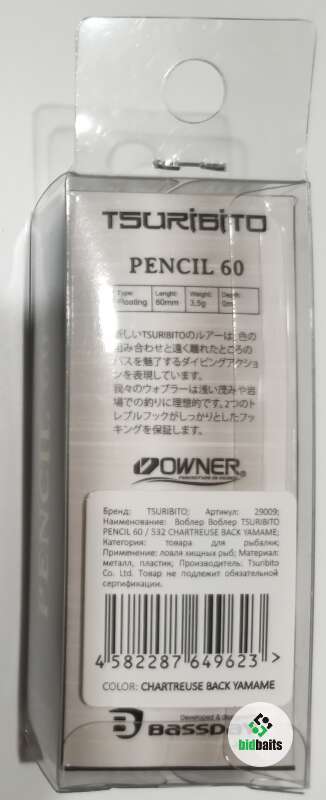 TSURIBITO
PENCIL 60
Type: Lenght: Weight: Depth:
Floating 60mm 3,5g 0m
新しいTSURIBITOのルアーは、色の
組み合わせと遠く離れたところの
バスを魅了するダイビングアクショ
ンを表現しています。
我々のウォブラーは浅い茂みや岩
場での釣りに理想的です。2つのト
レブルフックがしっかりとしたフッ
キングを保証します。
OWNER
Бренд: TSURIBITO; Артикул: 29009;
Наименование: Воблер Воблер TSURIBITO
PENCIL 60 / 532 CHARTREUSE BACK YAMAME;
Категория: товара для рыбалки;
Применение: ловля хищных рыб; Материал:
металл, пластик; Производитель: Tsuribito
Co. Ltd. Товар не подлежит обязательной
сертификации.
4 582287 649623 >
COLOR: CHARTREUSE BACK YAMAME
Developed &
BASSDAY
bidbaits
PENCIL